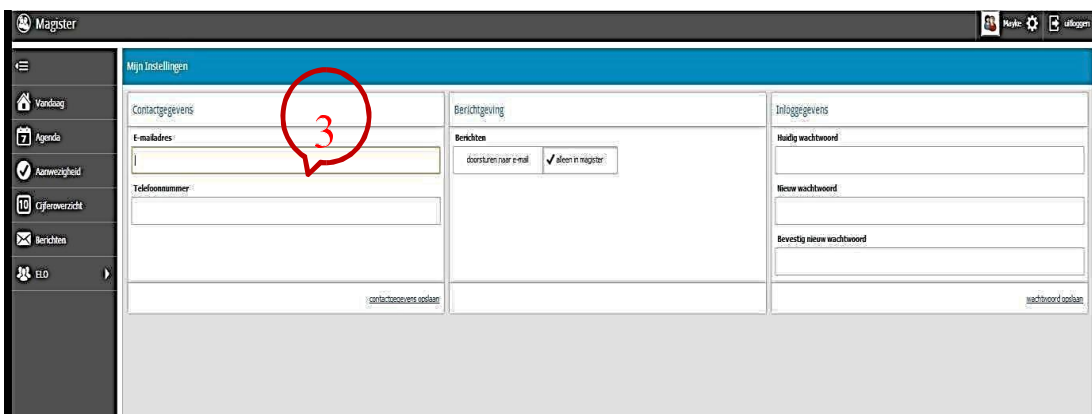 Magister
Mayke
uitloggen
Mijn Instellingen
Vandaag
7 Agenda
Aanwezigheid
10 Cijferoverzicht
Berichten
ELO
Contactgegevens
E-mailadres
3
Telefoonnummer
contactgegevens opslaan
Berichtgeving
Berichten
doorsturen naar e-mail
alleen in magister
Inloggegevens
Huidig wachtwoord
Nieuw wachtwoord
Bevestig nieuw wachtwoord
wachtwoord opslaan